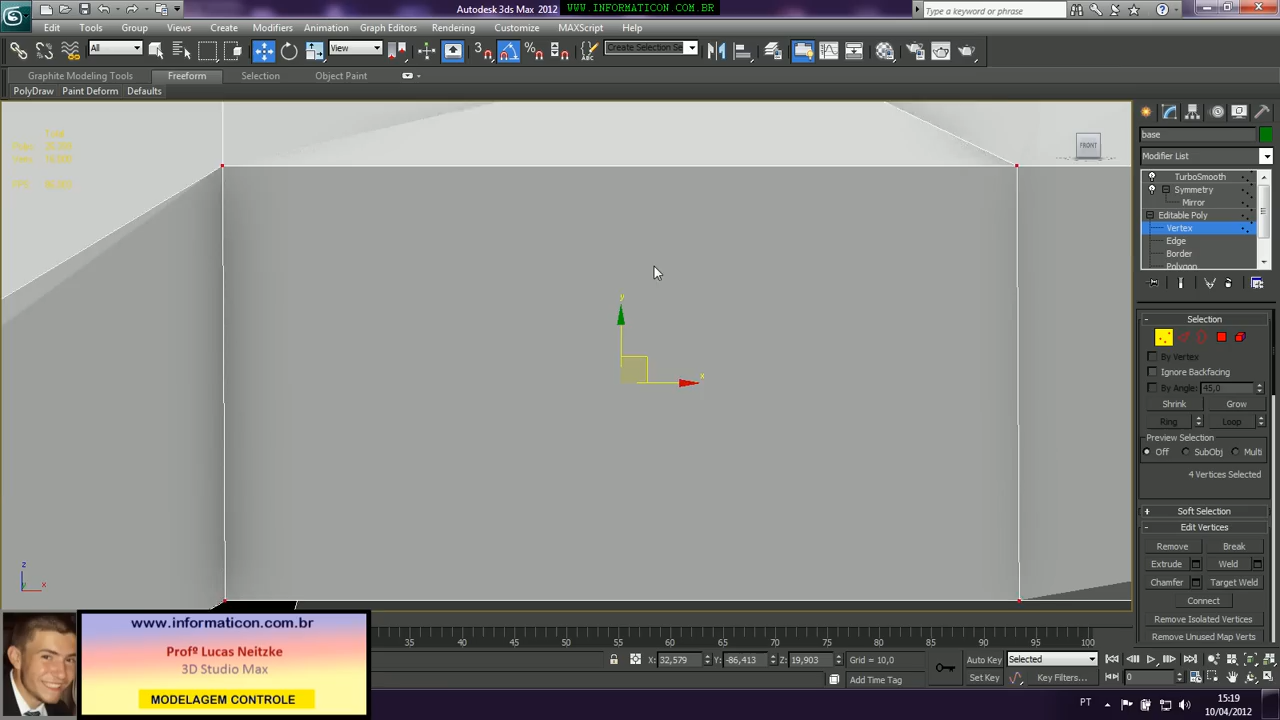 Autodesk 3ds Max 2012
WWW.INFORMATICON.COM.BR
Type a keyword or phrase
Edit Tools Group Views Create Modifiers Animation Graph Editors Rendering Customize MAXScript Help
All
View
3
Create Selection Se
Graphite Modeling Tools Freeform Selection Object Paint
PolyDraw Paint Deform Defaults
Total
FRONT
base
Modifier List
TurboSmooth
Symmetry
Mirror
Editable Poly
Vertex
Edge
Border
Polygon
y
x
Selection
By Vertex
Ignore Backfacing
By Angle: 45,0
Shrink Grow
Ring Loop
Preview Selection
Off SubObj Multi
4 Vertices Selected
Soft Selection
Edit Vertices
Remove Break
Extrude Weld
Chamfer Target Weld
Connect
Remove Isolated Vertices
Remove Unused Map Verts
z
x
35 40 45 50 55 60 65 70 75 80 85 90 95 100
X: 32,579 Y: -86,413 Z: 19,903 Grid = 10,0
Auto Key Selected
Add Time Tag
Set Key Key Filters... 0
www.informaticon.com.br
Profº Lucas Neitzke
3D Studio Max
MODELAGEM CONTROLE
PT
15:19
10/04/2012